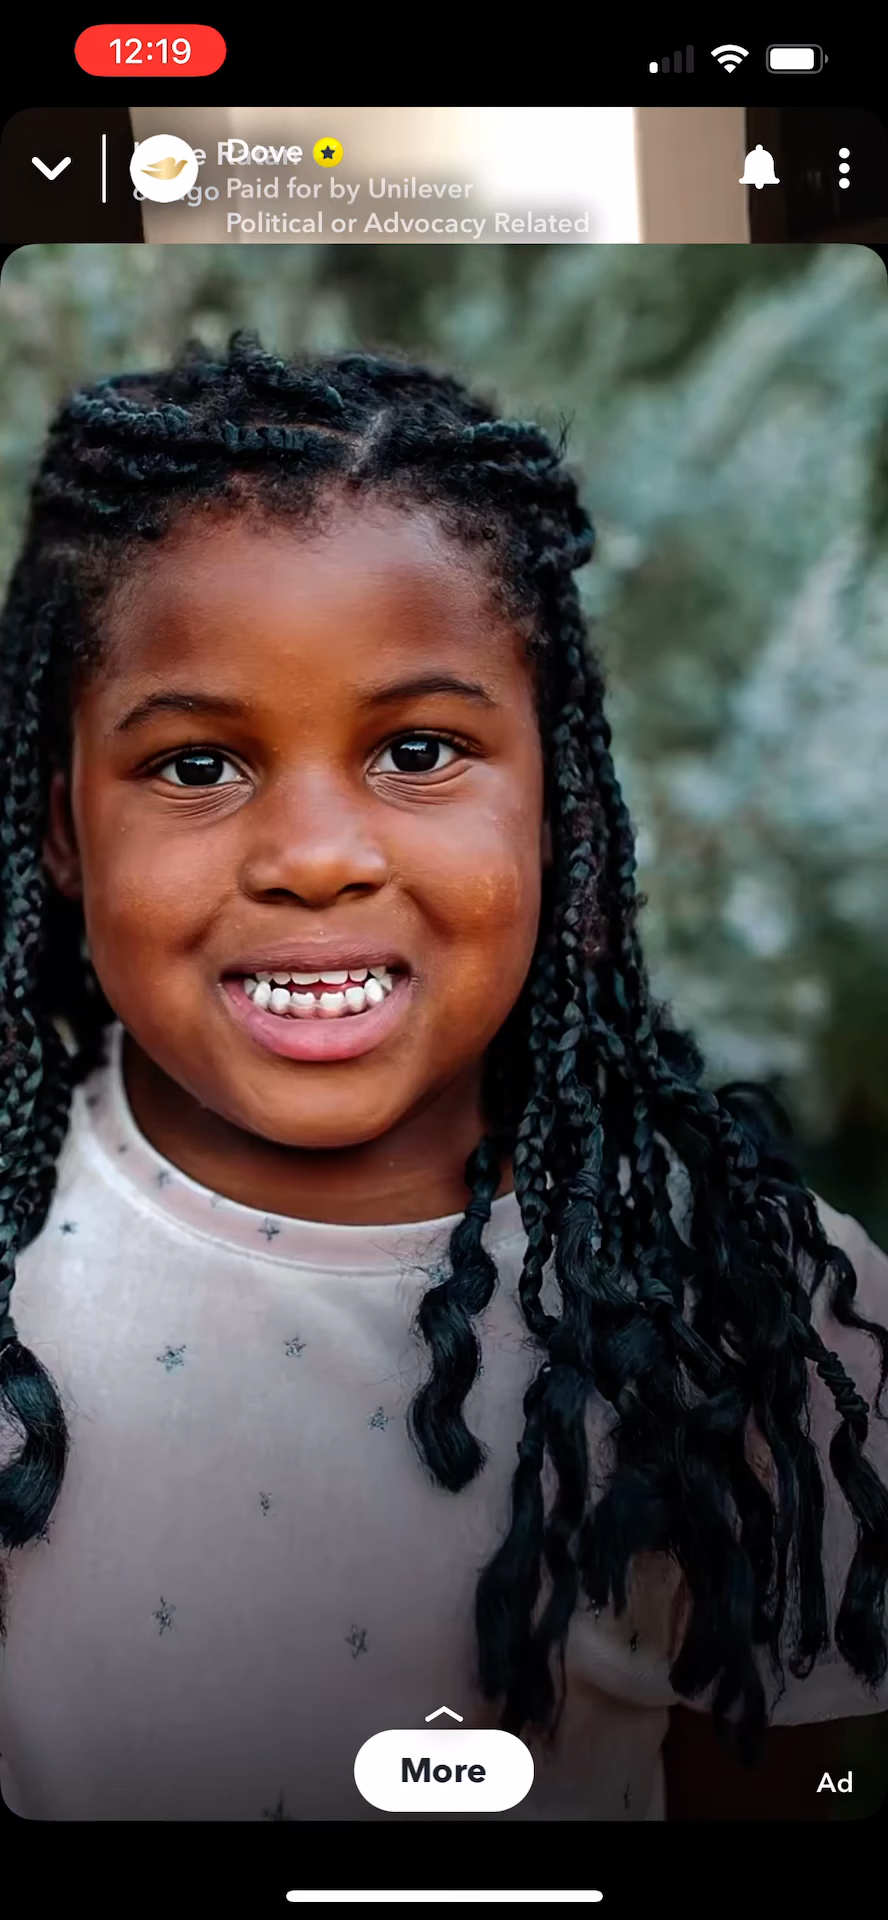 12:19
Dove
Paid for by Unilever
Political or Advocacy Related
More
Ad